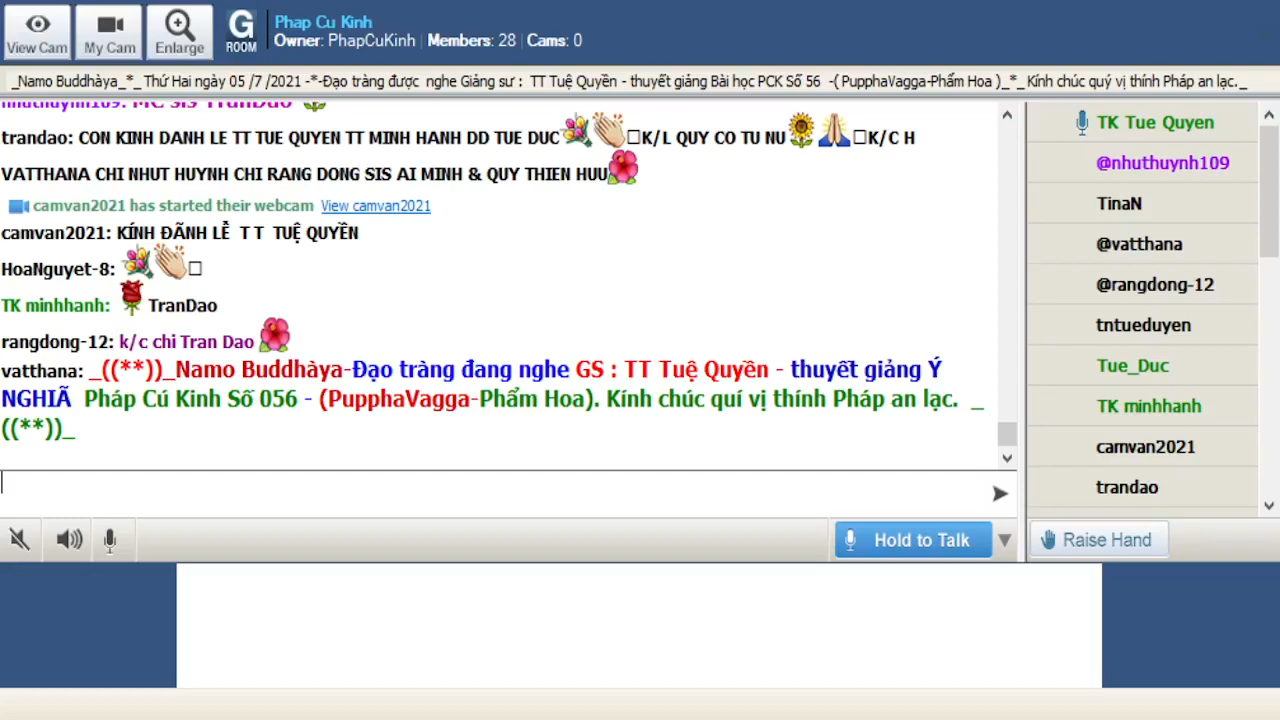 View Cam
My Cam
Enlarge
G
ROOM
Phap Cu Kinh
Owner: PhapCuKinh | Members: 28 | Cams: 0
_Namo Buddhàya_*_ Thứ Hai ngày 05 /7 /2021 -*-Đạo tràng được nghe Giảng sư : TT Tuệ Quyền - thuyết giảng Bài học PCK Số 56 -( PupphaVagga-Phẩm Hoa )_*_ Kính chúc quý vị thính Pháp an lạc._
nhuthuynh109: MC sis TranDao
trandao: CON KINH DANH LE TT TUE QUYEN TT MINH HANH DD TUE DUC K/L QUY CO TU NU K/C H
VATTHANA CHI NHUT HUYNH CHI RANG DONG SIS AI MINH & QUY THIEN HUU
camvan2021 has started their webcam View camvan2021
camvan2021: KÍNH ĐÃNH LỄ T T TUỆ QUYỀN
HoaNguyet-8:
TK minhhanh: TranDao
rangdong-12: k/c chi Tran Dao
vatthana: _((**))_Namo Buddhàya-Đạo tràng đang nghe GS : TT Tuệ Quyền - thuyết giảng Ý
NGHIÃ Pháp Cú Kinh Số 056 - (PupphaVagga-Phẩm Hoa). Kính chúc quí vị thính Pháp an lạc. _
((**))_
TK Tue Quyen
@nhuthuynh109
TinaN
@vatthana
@rangdong-12
tntueduyen
Tue_Duc
TK minhhanh
camvan2021
trandao
Hold to Talk
Raise Hand